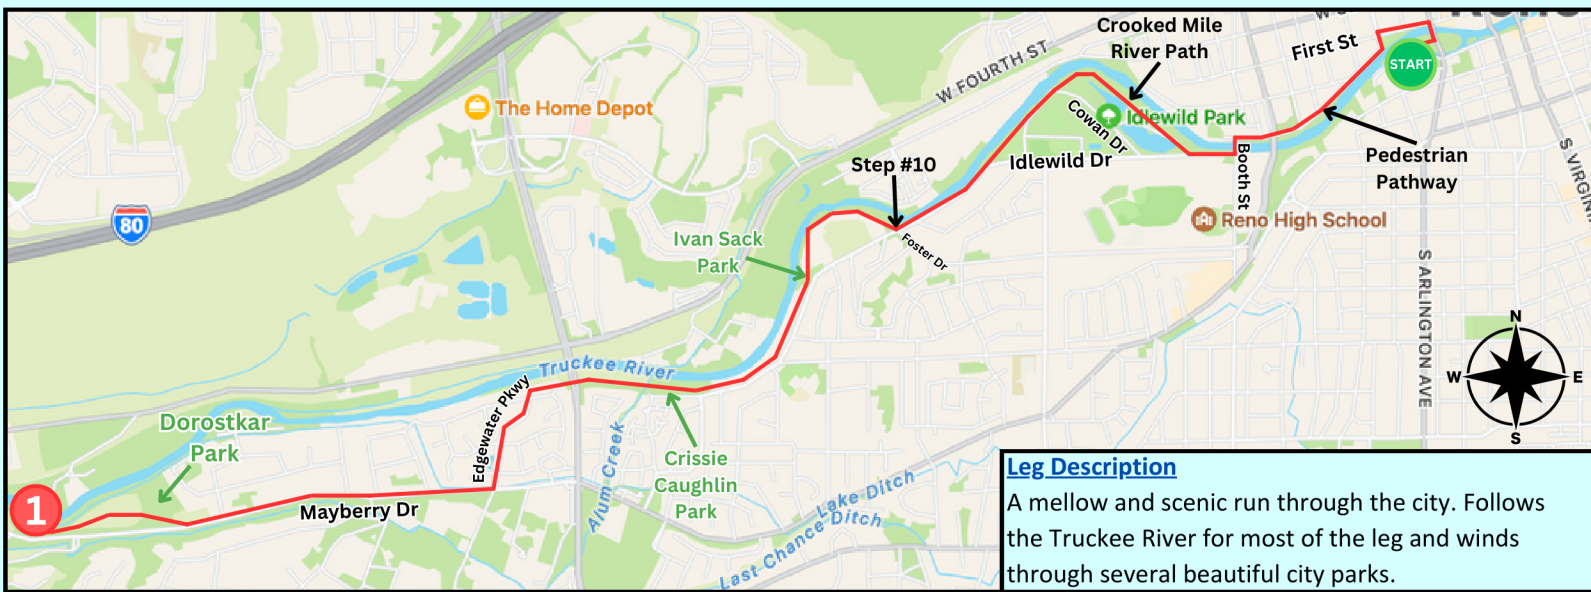 Crooked Mile
River Path
First St
START
W FOURTH ST
The Home Depot
Cowan Dr
Idlewild Park
Step #10
Idlewild Dr
Booth St
Pedestrian
Pathway
80
Reno High School
Ivan Sack
Park
Foster Dr
S ARLINGTON AVE
N
W
E
S
Truckee River
Edgewater Pkwy
Dorostkar
Park
Alum Creek
Crissie
Caughlin
Park
1
Mayberry Dr
Lake Ditch
Last Chance Ditch
Leg Description
A mellow and scenic run through the city. Follows
the Truckee River for most of the leg and winds
through several beautiful city parks.